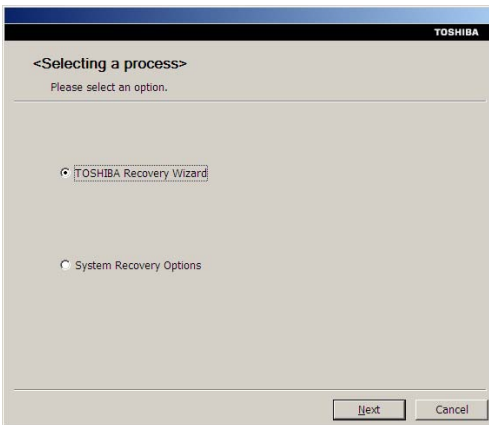 TOSHIBA
<Selecting a process>
Please select an option.
TOSHIBA Recovery Wizard
System Recovery Options
Next
Cancel